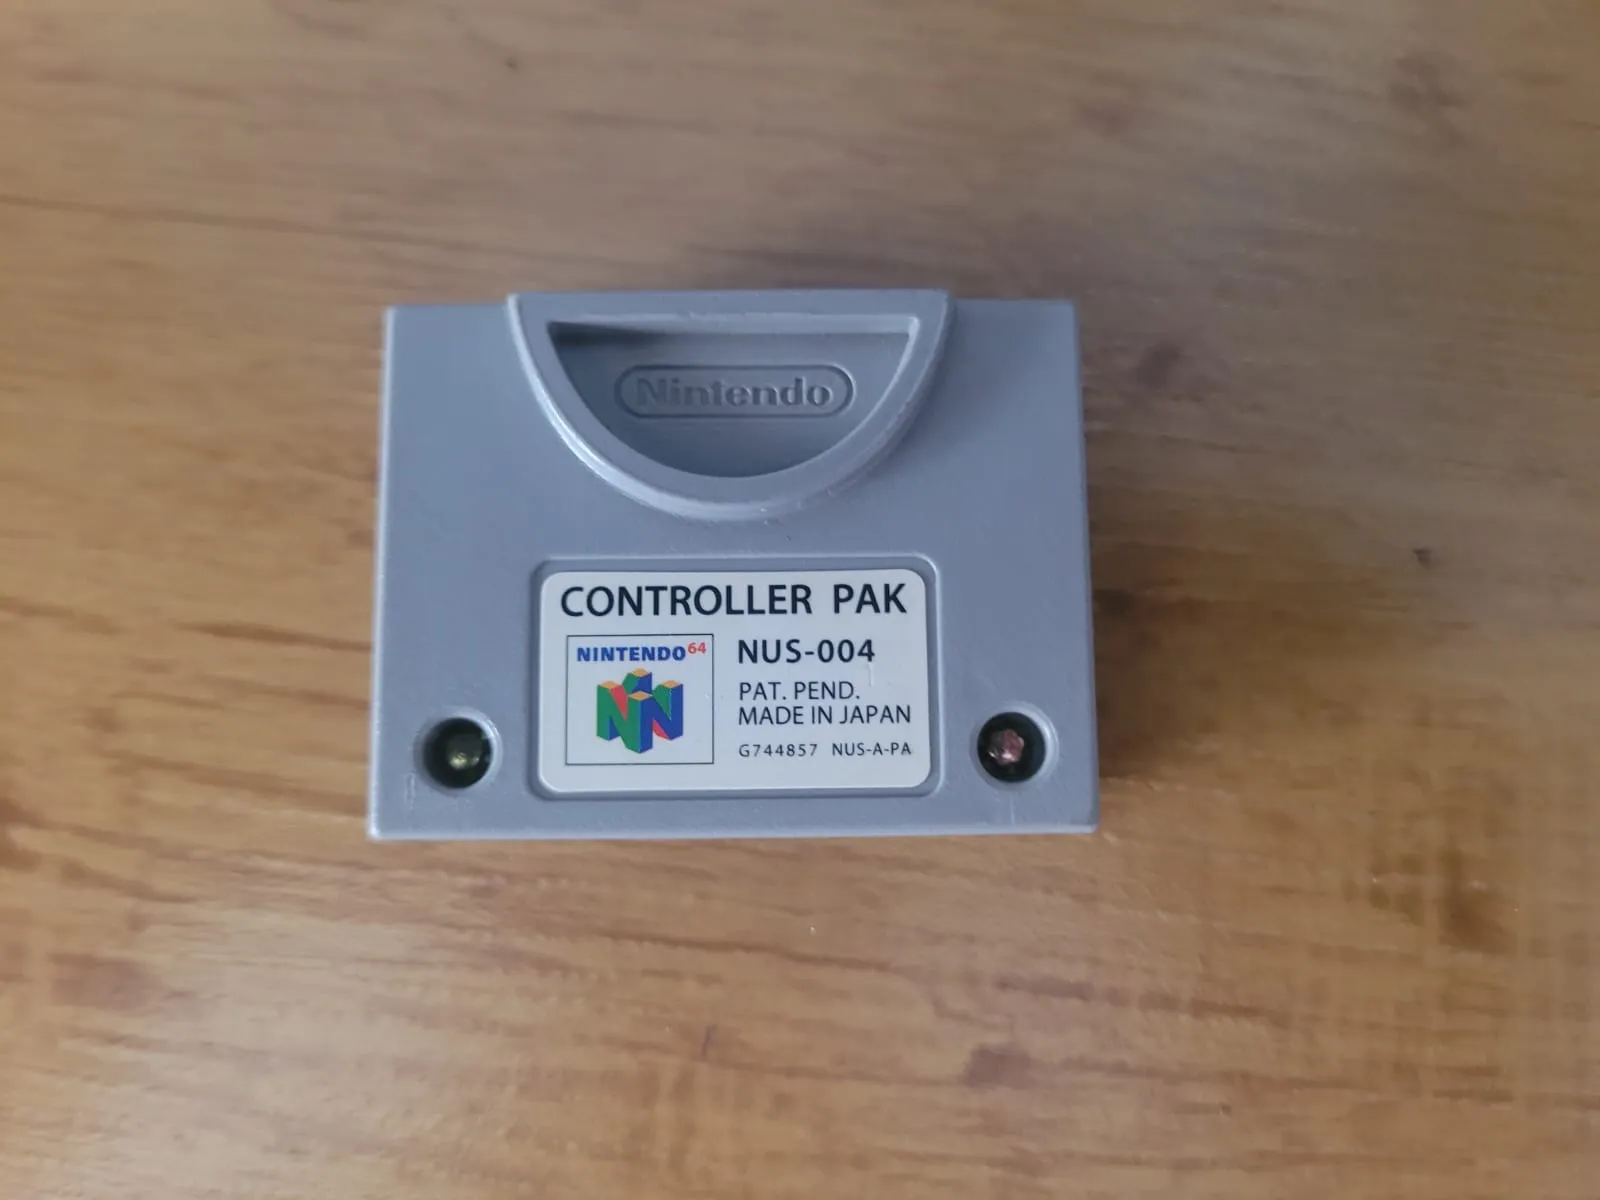 Nintendo
CONTROLLER PAK
NINTENDO64
NUS-004
PAT. PEND.
MADE IN JAPAN
G744857 NUS-A-PA